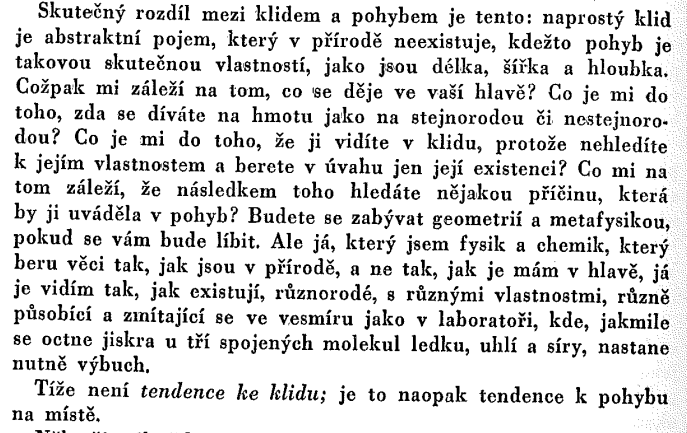 Skutečný rozdíl mezi klidem a pohybem je tento: naprostý klid
je abstraktní pojem, který v přírodě neexistuje, kdežto pohyb je
takovou skutečnou vlastností, jako jsou délka, šířka a hloubka.
Cožpak mi záleží na tom, co se děje ve vaší hlavě? Co je mi do
toho, zda se díváte na hmotu jako na stejnorodou či nestejnoro-
dou? Co je mi do toho, že ji vidíte v klidu, protože nehledíte
k jejím vlastnostem a berete v úvahu jen její existenci? Co mi na
tom záleží, že následkem toho hledáte nějakou příčinu, která
by ji uváděla v pohyb? Budete se zabývat geometrií a metafysikou,
pokud se vám bude líbit. Ale já, který jsem fysik a chemik, který
beru věci tak, jak jsou v přírodě, a ne tak, jak je mám v hlavě, já
je vidím tak, jak existují, různorodé, s různými vlastnostmi, různě
působící a zmítající se ve vesmíru jako v laboratoři, kde, jakmile
se octne jiskra u tří spojených molekul ledku, uhlí a síry, nastane
nutně výbuch.
Tíže není tendence ke klidu; je to naopak tendence k pohybu
na místě.